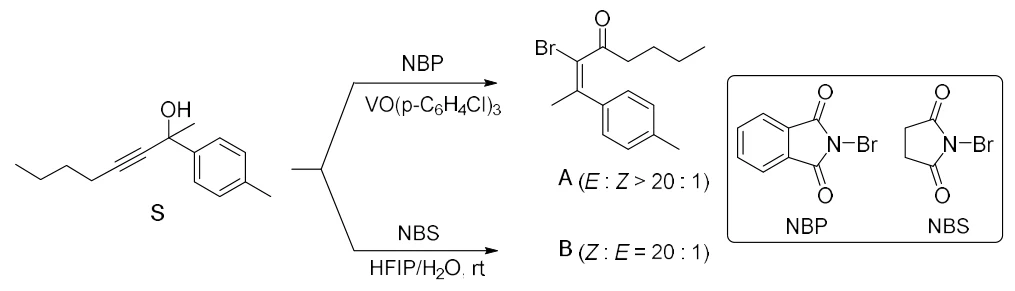 OH
S
NBP
VO(p-C6H4Cl)3
NBS
HFIP/H2O, rt
O
Br
A (E : Z > 20 : 1)
B (Z : E = 20 : 1)
O
N—Br
O
NBP
O
N—Br
O
NBS